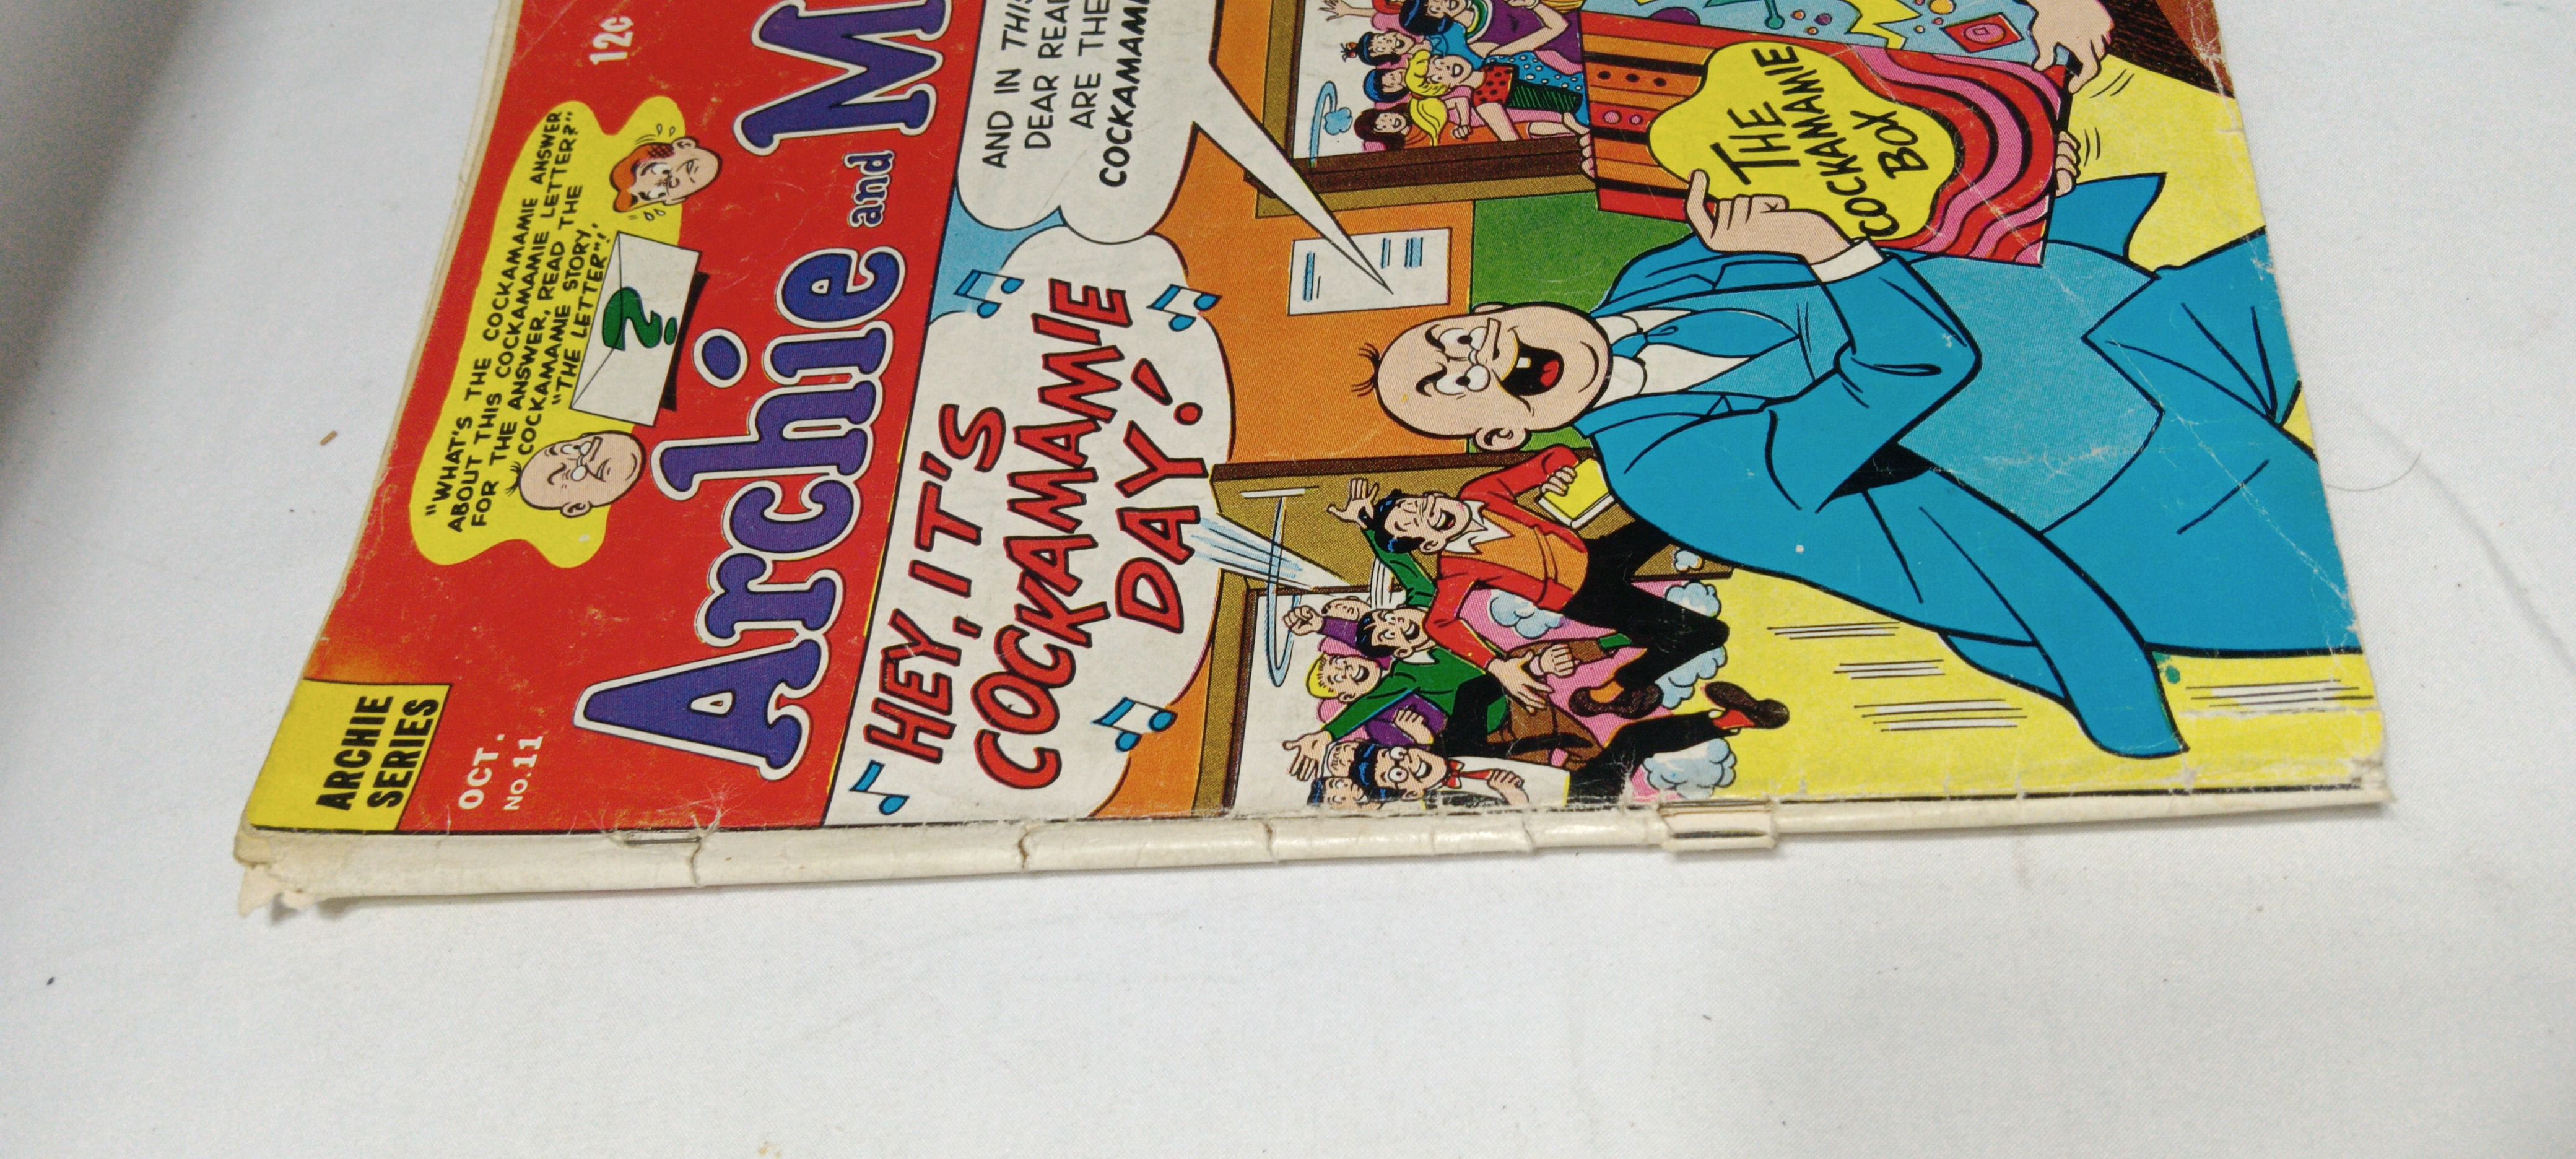 ARCHIE
SERIES
OCT.
NO. 11
12¢
"WHAT'S THE COCKAMAMIE ANSWER
ABOUT THIS COCKAMAMIE LETTER?"
FOR THE ANSWER, READ THE
COCKAMAMIE STORY,
"THE LETTER"!
?
Archie and M
HEY, IT'S
COCKAMAMIE
DAY!
AND IN THIS
DEAR READ
ARE THE
COCKAMAMI
THE
COCKAMAMIE
BOX